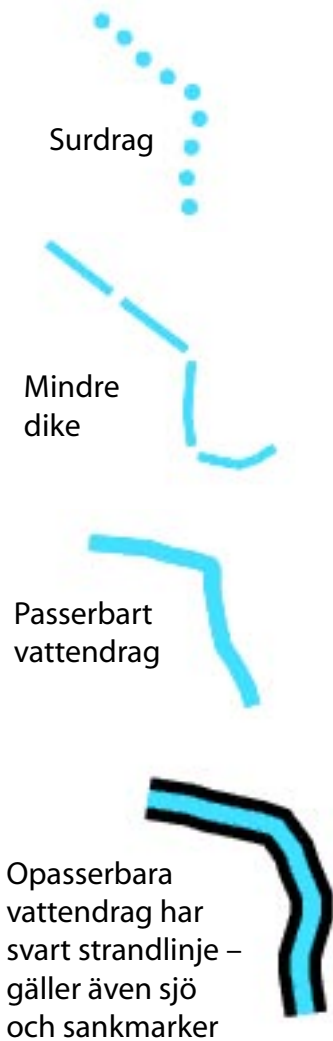 Surdrag
Mindre
dike
Passerbart
vattendrag
Opasserbara
vattendrag har
svart strandlinje –
gäller även sjö
och sankmarker